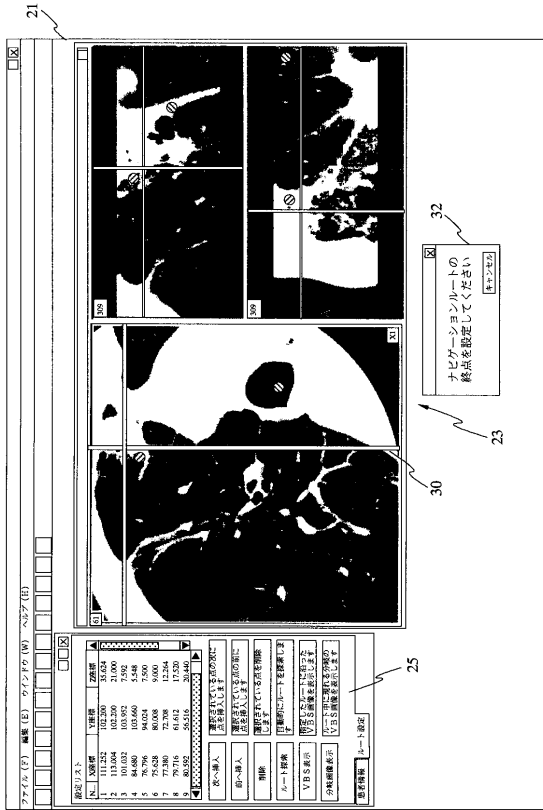 21
ファイル (F) 編集 (E) ウィンドウ (W) ヘルプ (H)
設定リスト
N... X座標 Y座標 Z座標
1 111.252 102.200 35.624
2 113.004 102.200 21.000
3 101.032 103.952 7.592
4 84.680 103.660 5.548
5 76.796 94.024 7.500
6 75.628 80.008 9.000
7 77.380 72.708 12.264
8 79.716 61.612 17.520
9 80.592 56.516 20.440
次へ挿入 選択されている点の次に
点を挿入します
前へ挿入 選択されている点の前に
点を挿入します
削除 選択されている点を削除
します
ルート探索 自動的にルートを探索しま
す
VBS表示 指定したルートに沿った
VBS画像を表示します
分岐画像表示 ルート中に現れる分岐の
VBS画像を表示します
患者情報 ルート設定
25
61
X1
309
309
30
23
ナビゲーションルートの
終点を設定してください
キャンセル
32